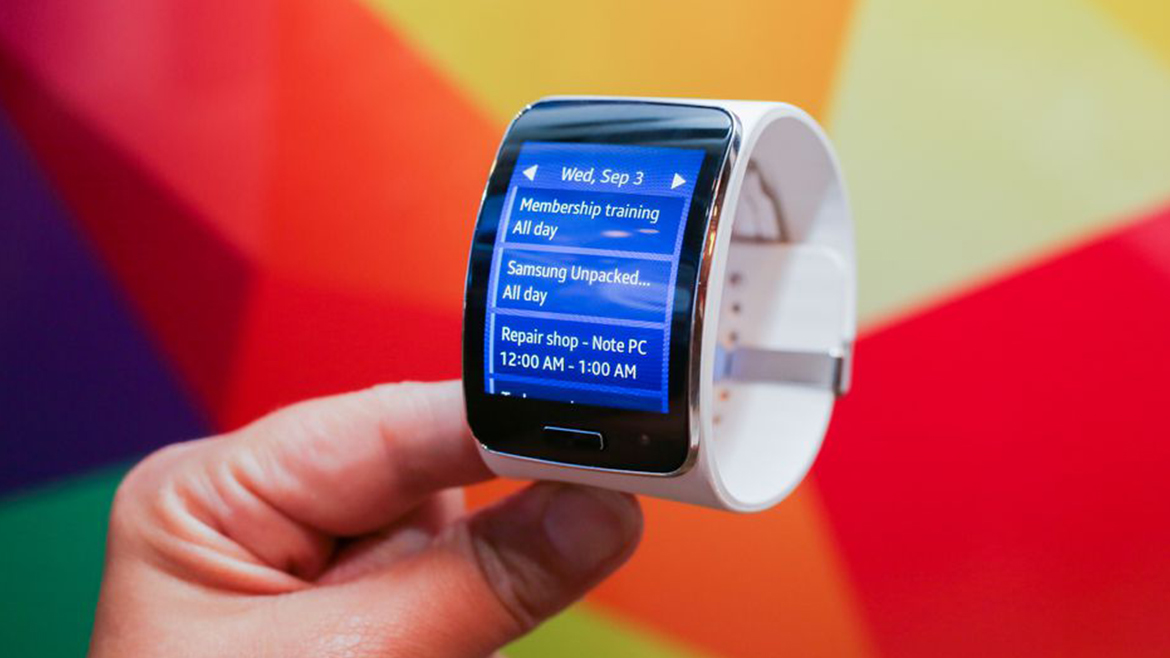 Wed, Sep 3
Membership training
All day
Samsung Unpacked...
All day
Repair shop - Note PC
12:00 AM - 1:00 AM